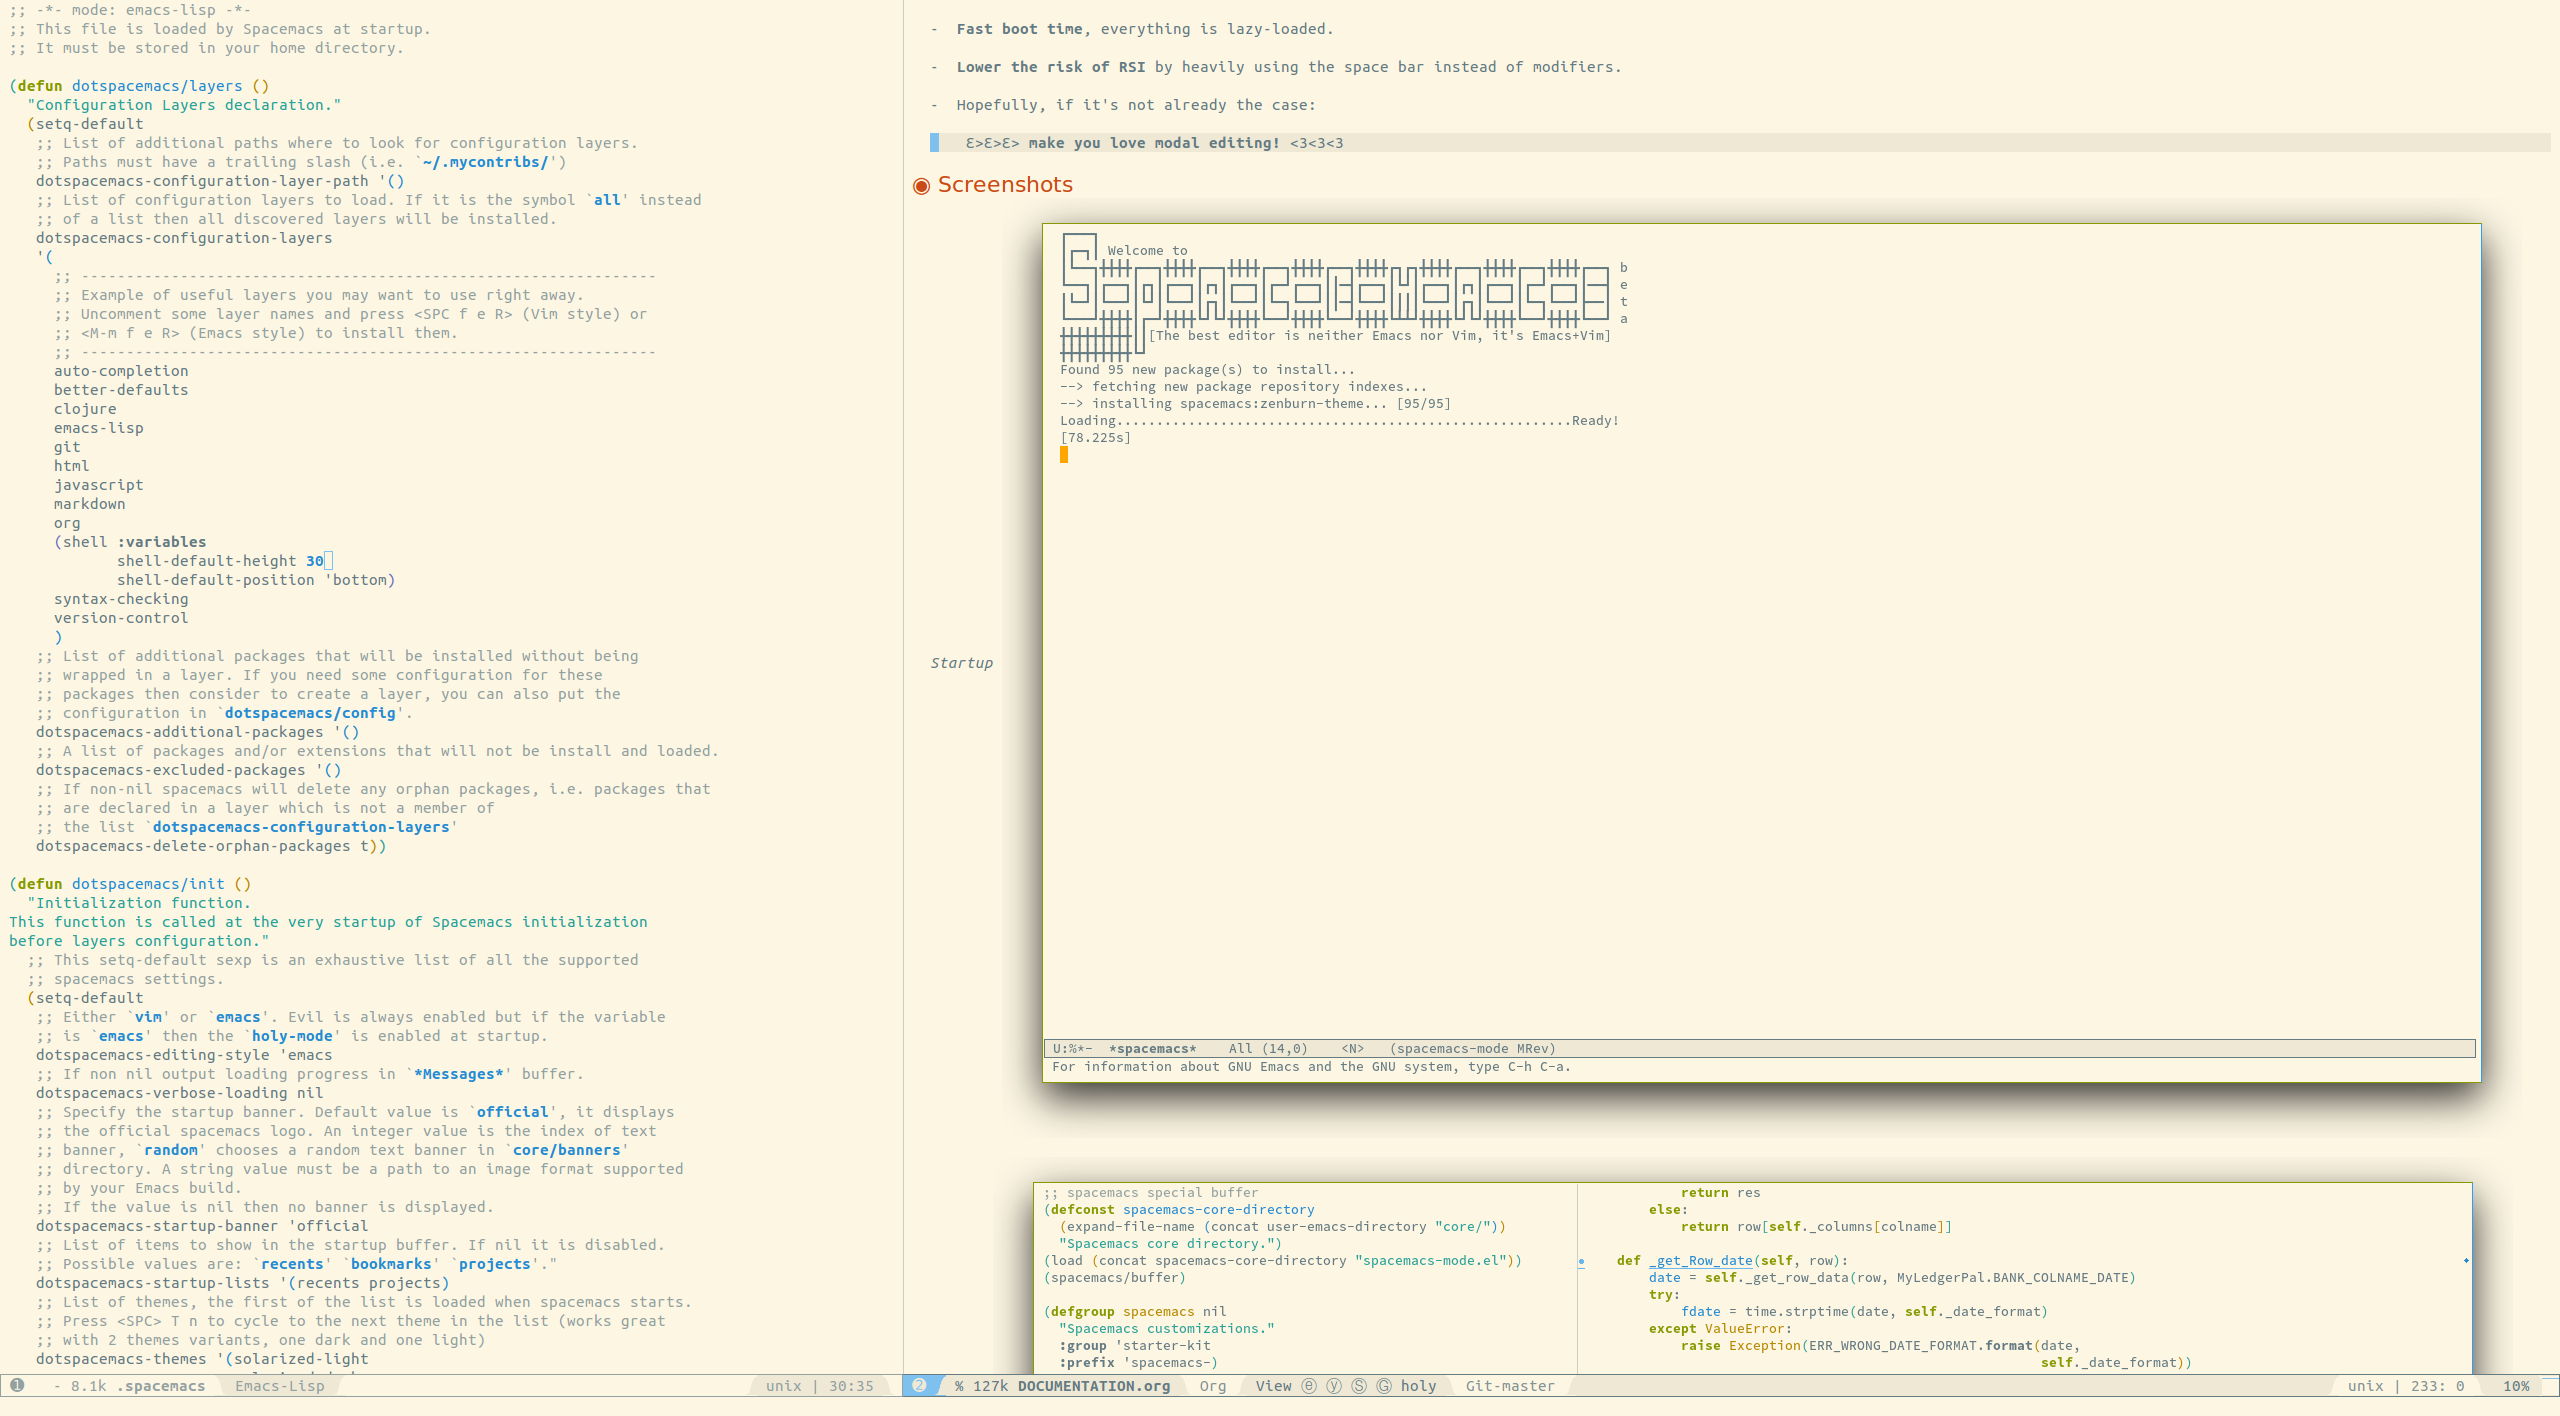 ;; -*- mode: emacs-lisp -*-
;; This file is loaded by Spacemacs at startup.
;; It must be stored in your home directory.
(defun dotspacemacs/layers ()
"Configuration Layers declaration."
(setq-default
;; List of additional paths where to look for configuration layers.
;; Paths must have a trailing slash (i.e. `~/.mycontribs/')
dotspacemacs-configuration-layer-path '()
;; List of configuration layers to load. If it is the symbol `all' instead
;; of a list then all discovered layers will be installed.
dotspacemacs-configuration-layers
'(
;; ----------------------------------------------------------------
;; Example of useful layers you may want to use right away.
;; Uncomment some layer names and press <SPC f e R> (Vim style) or
;; <M-m f e R> (Emacs style) to install them.
;; ----------------------------------------------------------------
auto-completion
better-defaults
clojure
emacs-lisp
git
html
javascript
markdown
org
(shell :variables
shell-default-height 30
shell-default-position 'bottom)
syntax-checking
version-control
)
;; List of additional packages that will be installed without being
;; wrapped in a layer. If you need some configuration for these
;; packages then consider to create a layer, you can also put the
;; configuration in `dotspacemacs/config'.
dotspacemacs-additional-packages '()
;; A list of packages and/or extensions that will not be install and loaded.
dotspacemacs-excluded-packages '()
;; If non-nil spacemacs will delete any orphan packages, i.e. packages that
;; are declared in a layer which is not a member of
;; the list `dotspacemacs-configuration-layers'
dotspacemacs-delete-orphan-packages t))
(defun dotspacemacs/init ()
"Initialization function.
This function is called at the very startup of Spacemacs initialization
before layers configuration."
;; This setq-default sexp is an exhaustive list of all the supported
;; spacemacs settings.
(setq-default
;; Either `vim' or `emacs'. Evil is always enabled but if the variable
;; is `emacs' then the `holy-mode' is enabled at startup.
dotspacemacs-editing-style 'emacs
;; If non nil output loading progress in `*Messages*' buffer.
dotspacemacs-verbose-loading nil
;; Specify the startup banner. Default value is `official', it displays
;; the official spacemacs logo. An integer value is the index of text
;; banner, `random' chooses a random text banner in `core/banners'
;; directory. A string value must be a path to an image format supported
;; by your Emacs build.
;; If the value is nil then no banner is displayed.
dotspacemacs-startup-banner 'official
;; List of items to show in the startup buffer. If nil it is disabled.
;; Possible values are: `recents' `bookmarks' `projects'."
dotspacemacs-startup-lists '(recents projects)
;; List of themes, the first of the list is loaded when spacemacs starts.
;; Press <SPC> T n to cycle to the next theme in the list (works great
;; with 2 themes variants, one dark and one light)
dotspacemacs-themes '(solarized-light
➊ - 8.1k .spacemacs Emacs-Lisp unix | 30:35
- Fast boot time, everything is lazy-loaded.
- Lower the risk of RSI by heavily using the space bar instead of modifiers.
- Hopefully, if it's not already the case:
Ɛ>Ɛ>Ɛ> make you love modal editing! <3<3<3
◉ Screenshots
Startup
Welcome to
b
e
t
a
[The best editor is neither Emacs nor Vim, it's Emacs+Vim]
Found 95 new package(s) to install...
--> fetching new package repository indexes...
--> installing spacemacs:zenburn-theme... [95/95]
Loading.........................................................Ready!
[78.225s]
U:%*- *spacemacs* All (14,0) <N> (spacemacs-mode MRev)
For information about GNU Emacs and the GNU system, type C-h C-a.
;; spacemacs special buffer
(defconst spacemacs-core-directory
(expand-file-name (concat user-emacs-directory "core/"))
"Spacemacs core directory.")
(load (concat spacemacs-core-directory "spacemacs-mode.el"))
(spacemacs/buffer)
(defgroup spacemacs nil
"Spacemacs customizations."
:group 'starter-kit
:prefix 'spacemacs-)
return res
else:
return row[self._columns[colname]]
def _get_Row_date(self, row):
date = self._get_row_data(row, MyLedgerPal.BANK_COLNAME_DATE)
try:
fdate = time.strptime(date, self._date_format)
except ValueError:
raise Exception(ERR_WRONG_DATE_FORMAT.format(date,
self._date_format))
➋ % 127k DOCUMENTATION.org Org View ⓔ ⓨ Ⓢ Ⓖ holy Git-master unix | 233: 0 10%